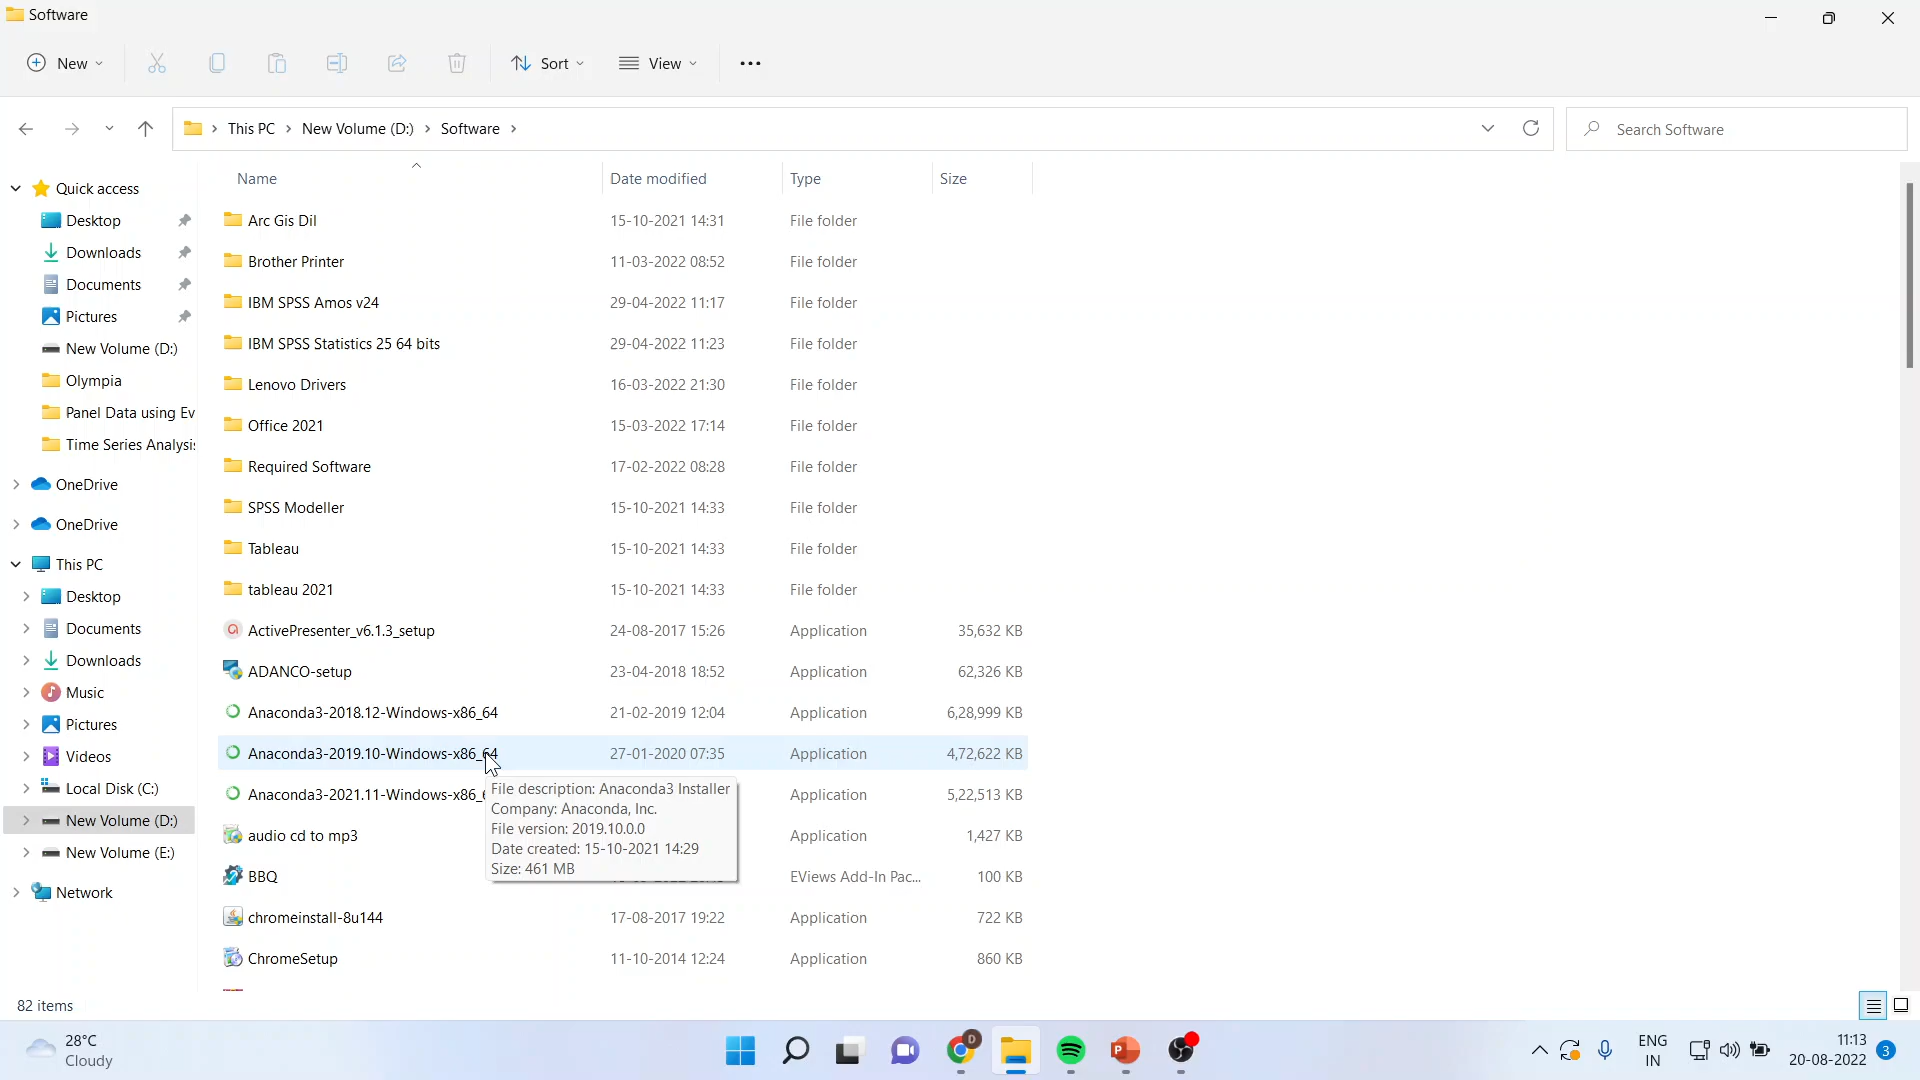 Software
New
Sort
View
This PC
New Volume (D:)
Software
Search Software
Name
Date modified
Type
Size
Quick access
Desktop
Downloads
Documents
Pictures
New Volume (D:)
Olympia
Panel Data using Ev
Time Series Analysis
OneDrive
OneDrive
This PC
Desktop
Documents
Downloads
Music
Pictures
Videos
Local Disk (C:)
New Volume (D:)
New Volume (E:)
Network
Arc Gis Dil 15-10-2021 14:31 File folder
Brother Printer 11-03-2022 08:52 File folder
IBM SPSS Amos v24 29-04-2022 11:17 File folder
IBM SPSS Statistics 25 64 bits 29-04-2022 11:23 File folder
Lenovo Drivers 16-03-2022 21:30 File folder
Office 2021 15-03-2022 17:14 File folder
Required Software 17-02-2022 08:28 File folder
SPSS Modeller 15-10-2021 14:33 File folder
Tableau 15-10-2021 14:33 File folder
tableau 2021 15-10-2021 14:33 File folder
ActivePresenter_v6.1.3_setup 24-08-2017 15:26 Application 35,632 KB
ADANCO-setup 23-04-2018 18:52 Application 62,326 KB
Anaconda3-2018.12-Windows-x86_64 21-02-2019 12:04 Application 6,28,999 KB
Anaconda3-2019.10-Windows-x86_64 27-01-2020 07:35 Application 4,72,622 KB
Anaconda3-2021.11-Windows-x86_ Application 5,22,513 KB
audio cd to mp3 Application 1,427 KB
BBQ EViews Add-In Pac... 100 KB
chromeinstall-8u144 17-08-2017 19:22 Application 722 KB
ChromeSetup 11-10-2014 12:24 Application 860 KB
File description: Anaconda3 Installer
Company: Anaconda, Inc.
File version: 2019.10.0.0
Date created: 15-10-2021 14:29
Size: 461 MB
82 items
28°C
Cloudy
D
P
ENG
IN
11:13
20-08-2022
3